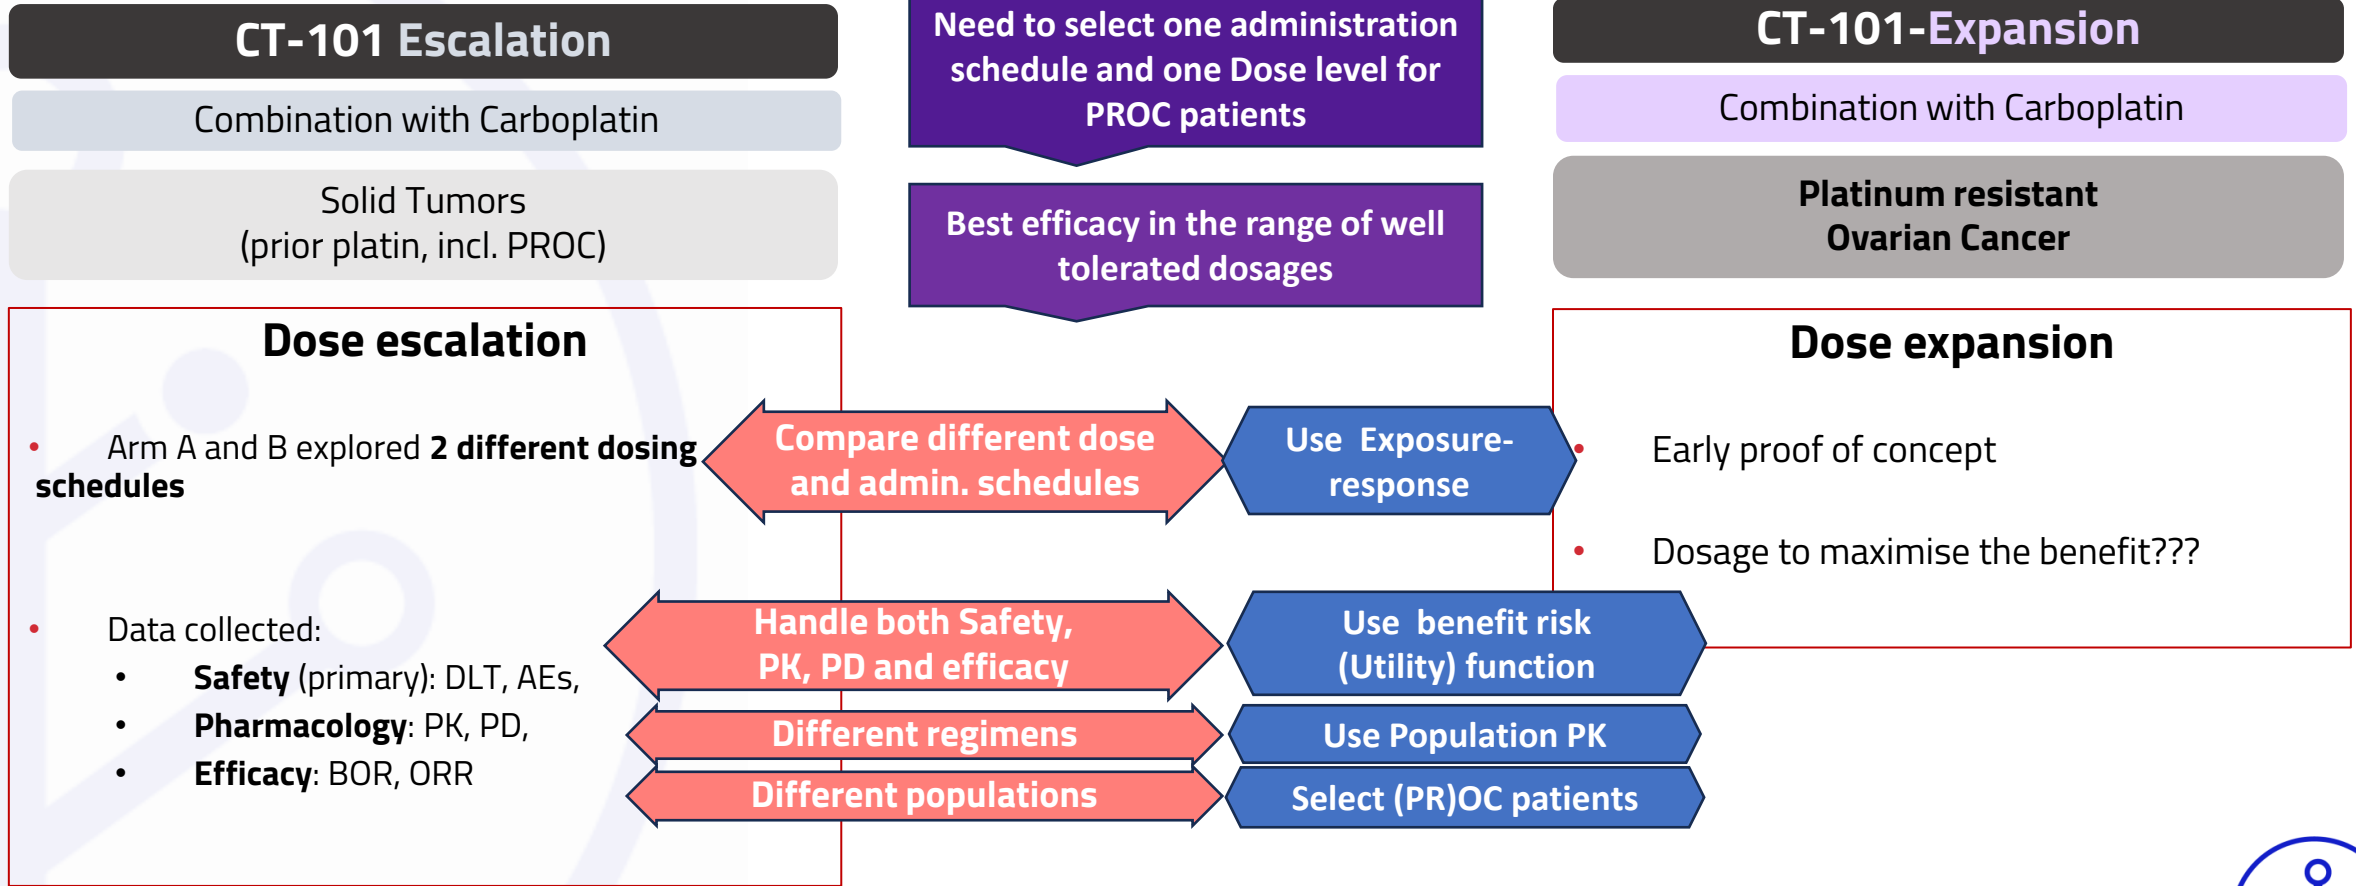 CT-101 Escalation
Combination with Carboplatin
Solid Tumors
(prior platin, incl. PROC)
Dose escalation
• Arm A and B explored 2 different dosing
schedules
• Data collected:
• Safety (primary): DLT, AEs,
• Pharmacology: PK, PD,
• Efficacy: BOR, ORR
Need to select one administration
schedule and one Dose level for
PROC patients
Best efficacy in the range of well
tolerated dosages
Compare different dose
and admin. schedules
Use Exposure-
response
Handle both Safety,
PK, PD and efficacy
Use benefit risk
(Utility) function
Different regimens
Use Population PK
Different populations
Select (PR)OC patients
CT-101-Expansion
Combination with Carboplatin
Platinum resistant
Ovarian Cancer
Dose expansion
• Early proof of concept
• Dosage to maximise the benefit???